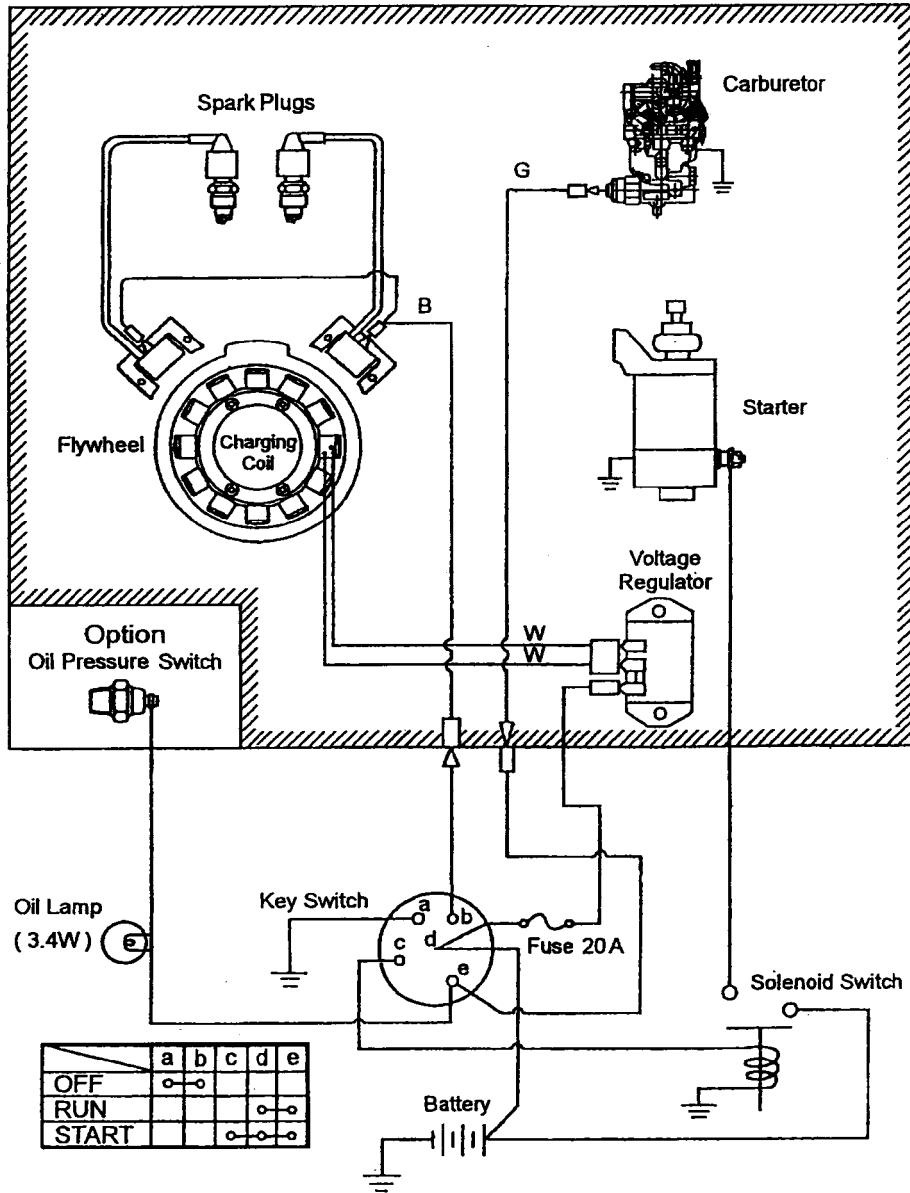 Carburetor
Spark Plugs
G
B
Starter
Flywheel
Charging
Coil
Voltage
Regulator
Option
Oil Pressure Switch
W
W
Oil Lamp
( 3.4W )
Key Switch
a
b
c
d
e
Fuse 20A
Solenoid Switch
a b c d e
OFF
RUN
START
Battery